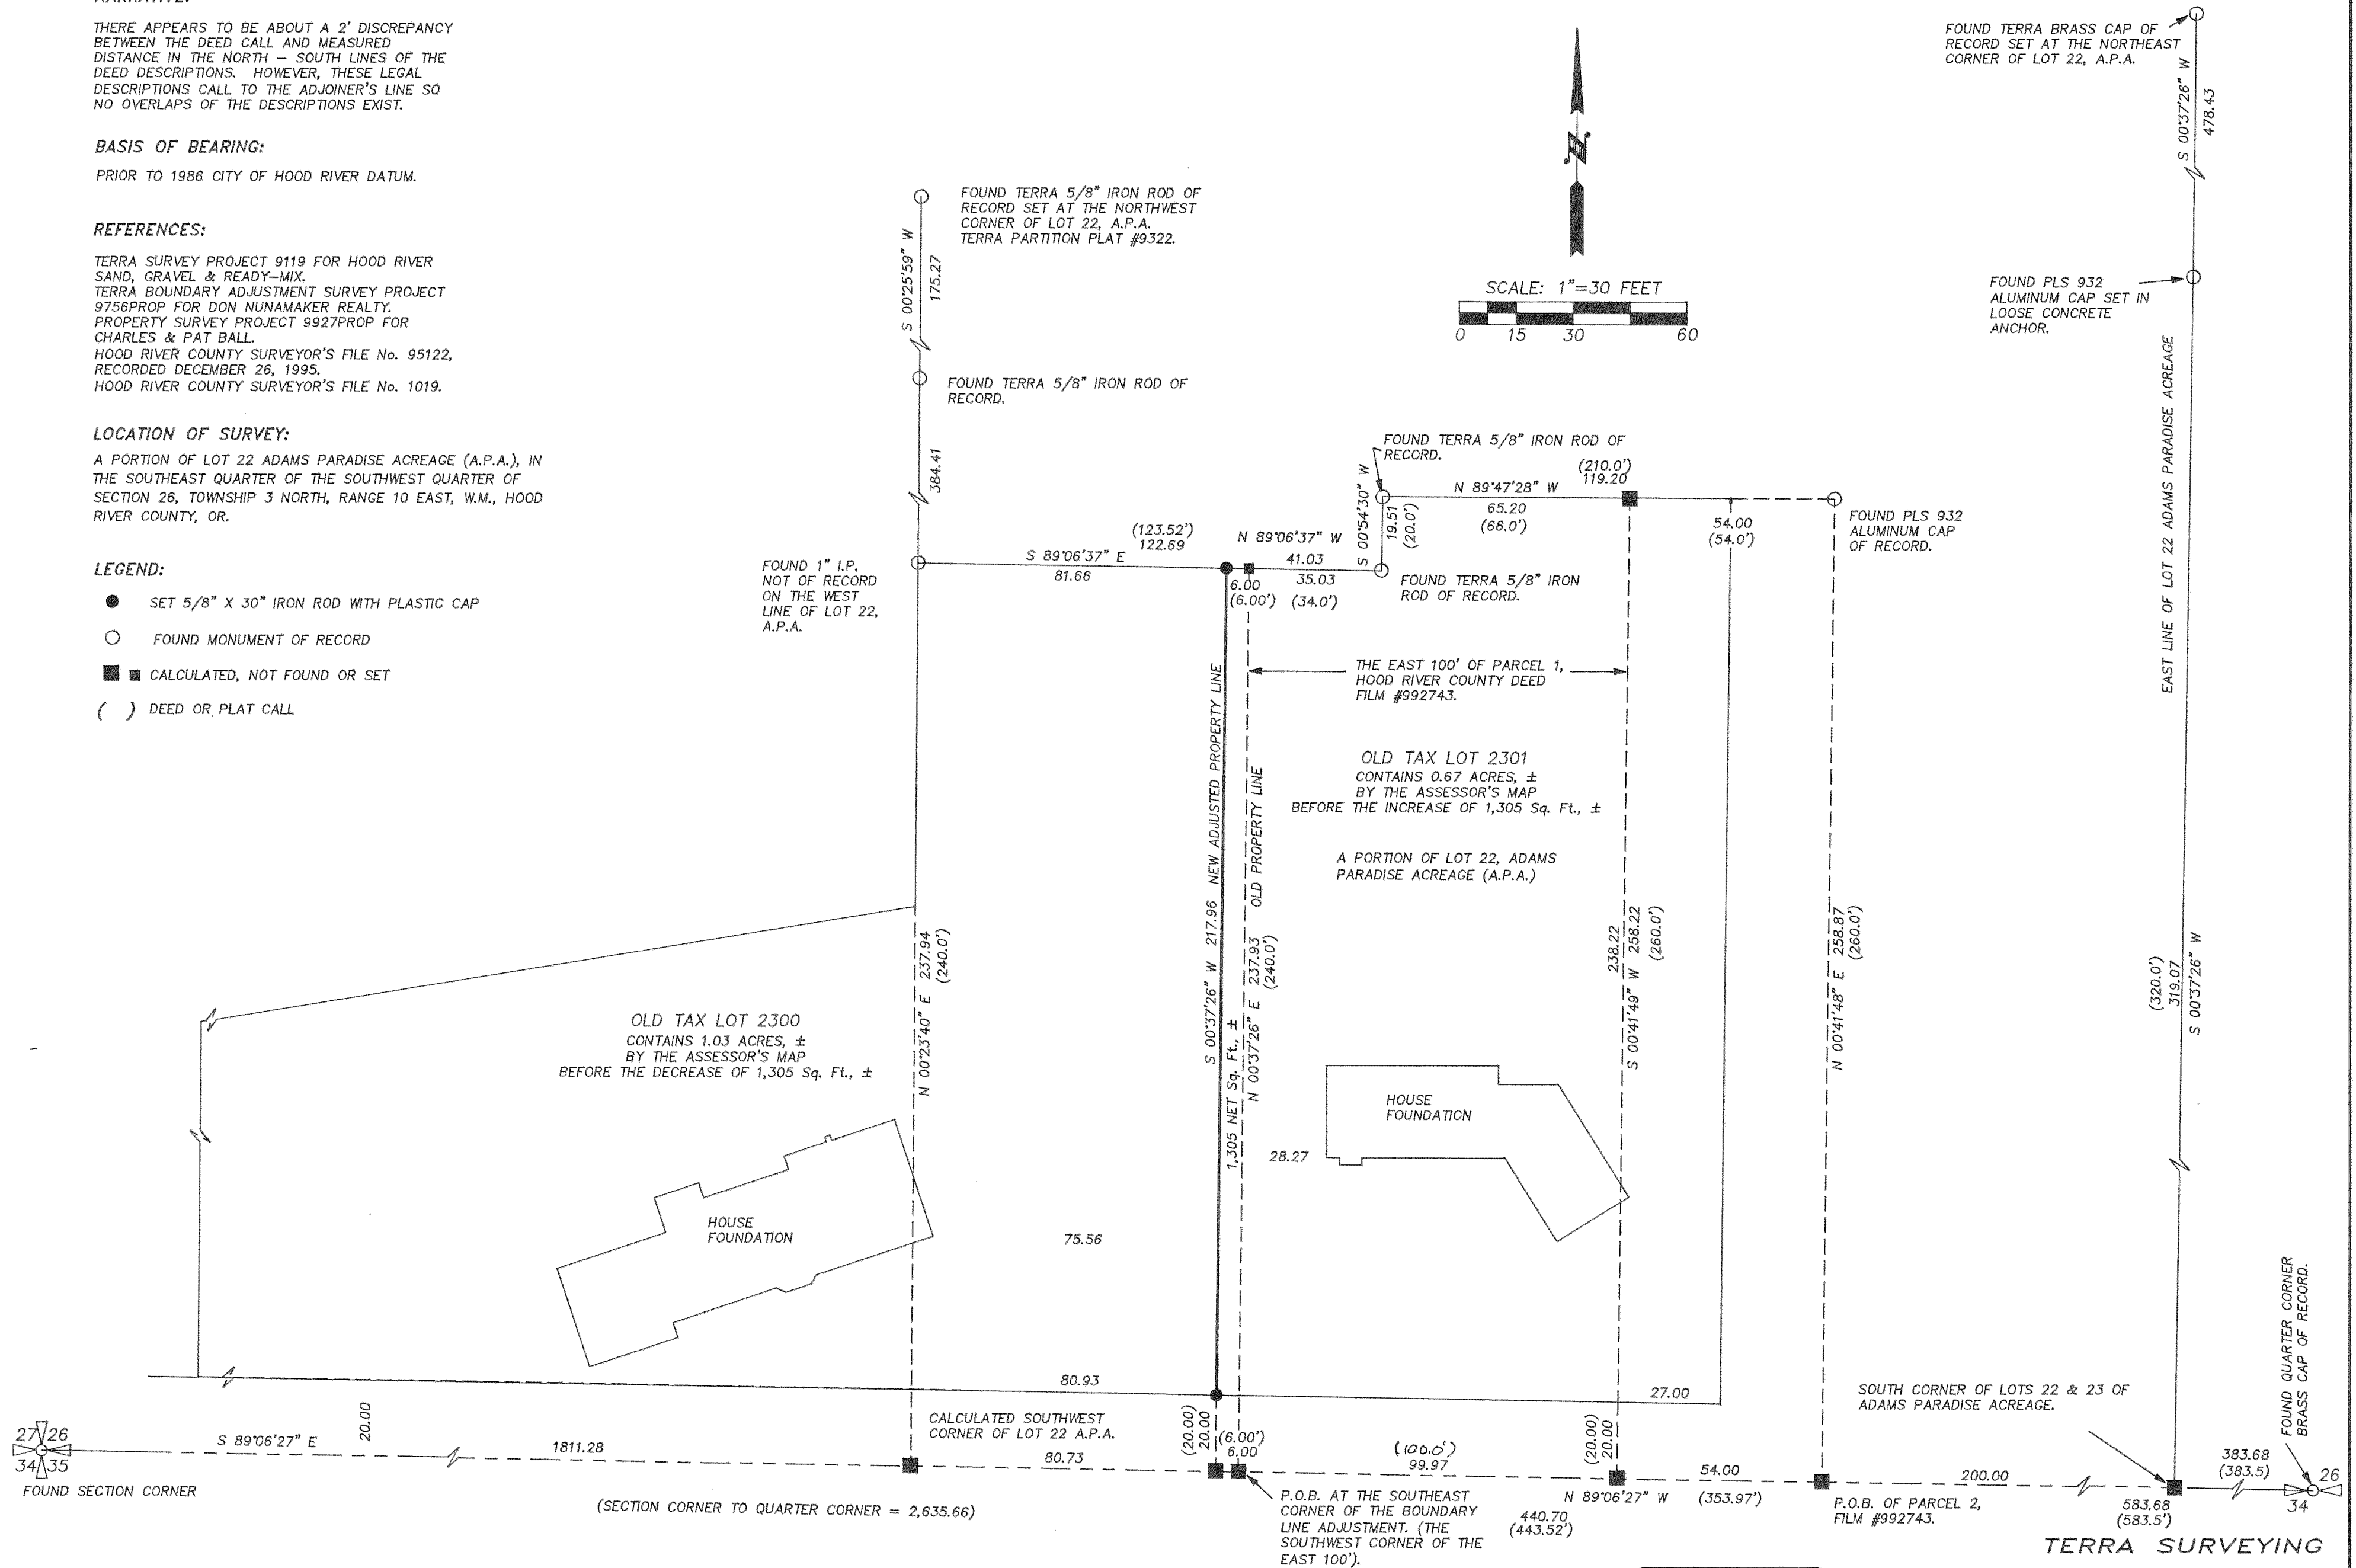 THERE APPEARS TO BE ABOUT A 2' DISCREPANCY
BETWEEN THE DEED CALL AND MEASURED
DISTANCE IN THE NORTH – SOUTH LINES OF THE
DEED DESCRIPTIONS. HOWEVER, THESE LEGAL
DESCRIPTIONS CALL TO THE ADJOINER'S LINE SO
NO OVERLAPS OF THE DESCRIPTIONS EXIST.
BASIS OF BEARING:
PRIOR TO 1986 CITY OF HOOD RIVER DATUM.
REFERENCES:
TERRA SURVEY PROJECT 9119 FOR HOOD RIVER
SAND, GRAVEL & READY–MIX.
TERRA BOUNDARY ADJUSTMENT SURVEY PROJECT
9756PROP FOR DON NUNAMAKER REALTY.
PROPERTY SURVEY PROJECT 9927PROP FOR
CHARLES & PAT BALL.
HOOD RIVER COUNTY SURVEYOR'S FILE No. 95122,
RECORDED DECEMBER 26, 1995.
HOOD RIVER COUNTY SURVEYOR'S FILE No. 1019.
LOCATION OF SURVEY:
A PORTION OF LOT 22 ADAMS PARADISE ACREAGE (A.P.A.), IN
THE SOUTHEAST QUARTER OF THE SOUTHWEST QUARTER OF
SECTION 26, TOWNSHIP 3 NORTH, RANGE 10 EAST, W.M., HOOD
RIVER COUNTY, OR.
LEGEND:
SET 5/8" X 30" IRON ROD WITH PLASTIC CAP
FOUND MONUMENT OF RECORD
CALCULATED, NOT FOUND OR SET
( ) DEED OR PLAT CALL
FOUND TERRA 5/8" IRON ROD OF
RECORD SET AT THE NORTHWEST
CORNER OF LOT 22, A.P.A.
TERRA PARTITION PLAT #9322.
S 00°25'59" W
175.27
FOUND TERRA 5/8" IRON ROD OF
RECORD.
384.41
FOUND 1" I.P.
NOT OF RECORD
ON THE WEST
LINE OF LOT 22,
A.P.A.
(123.52')
122.69
S 89°06'37" E
81.66
N 89°06'37" W
41.03
6.00
(6.00')
35.03
(34.0')
S 00°54'30" W
19.51
(20.0')
FOUND TERRA 5/8" IRON ROD OF
RECORD.
FOUND TERRA 5/8" IRON
ROD OF RECORD.
N
SCALE: 1"=30 FEET
0 15 30 60
(210.0')
119.20
N 89°47'28" W
65.20
(66.0')
54.00
(54.0')
FOUND PLS 932
ALUMINUM CAP
OF RECORD.
FOUND TERRA BRASS CAP OF
RECORD SET AT THE NORTHEAST
CORNER OF LOT 22, A.P.A.
S 00°37'26" W
478.43
FOUND PLS 932
ALUMINUM CAP SET IN
LOOSE CONCRETE
ANCHOR.
EAST LINE OF LOT 22 ADAMS PARADISE ACREAGE
(320.0')
319.07
S 00°37'26" W
THE EAST 100' OF PARCEL 1,
HOOD RIVER COUNTY DEED
FILM #992743.
OLD TAX LOT 2301
CONTAINS 0.67 ACRES, ±
BY THE ASSESSOR'S MAP
BEFORE THE INCREASE OF 1,305 Sq. Ft., ±
A PORTION OF LOT 22, ADAMS
PARADISE ACREAGE (A.P.A.)
S 00°37'26" W 217.96 NEW ADJUSTED PROPERTY LINE
1,305 NET Sq. Ft., ±
N 00°37'26" E 237.93 OLD PROPERTY LINE
(240.0')
N 00°23'40" E 237.94
(240.0')
238.22
S 00°41'49" W 258.22
(260.0')
N 00°41'48" E 258.87
(260.0')
OLD TAX LOT 2300
CONTAINS 1.03 ACRES, ±
BY THE ASSESSOR'S MAP
BEFORE THE DECREASE OF 1,305 Sq. Ft., ±
HOUSE
FOUNDATION
HOUSE
FOUNDATION
28.27
75.56
80.93
27.00
27 26
34 35
FOUND SECTION CORNER
S 89°06'27" E
20.00
1811.28
CALCULATED SOUTHWEST
CORNER OF LOT 22 A.P.A.
80.73
(20.00)
20.00
(6.00')
6.00
(100.0')
99.97
(20.00)
20.00
54.00
200.00
(SECTION CORNER TO QUARTER CORNER = 2,635.66)
P.O.B. AT THE SOUTHEAST
CORNER OF THE BOUNDARY
LINE ADJUSTMENT. (THE
SOUTHWEST CORNER OF THE
EAST 100').
N 89°06'27" W (353.97')
440.70
(443.52')
P.O.B. OF PARCEL 2,
FILM #992743.
SOUTH CORNER OF LOTS 22 & 23 OF
ADAMS PARADISE ACREAGE.
FOUND QUARTER CORNER
BRASS CAP OF RECORD.
383.68
(383.5)
583.68
(583.5')
26
34
TERRA SURVEYING